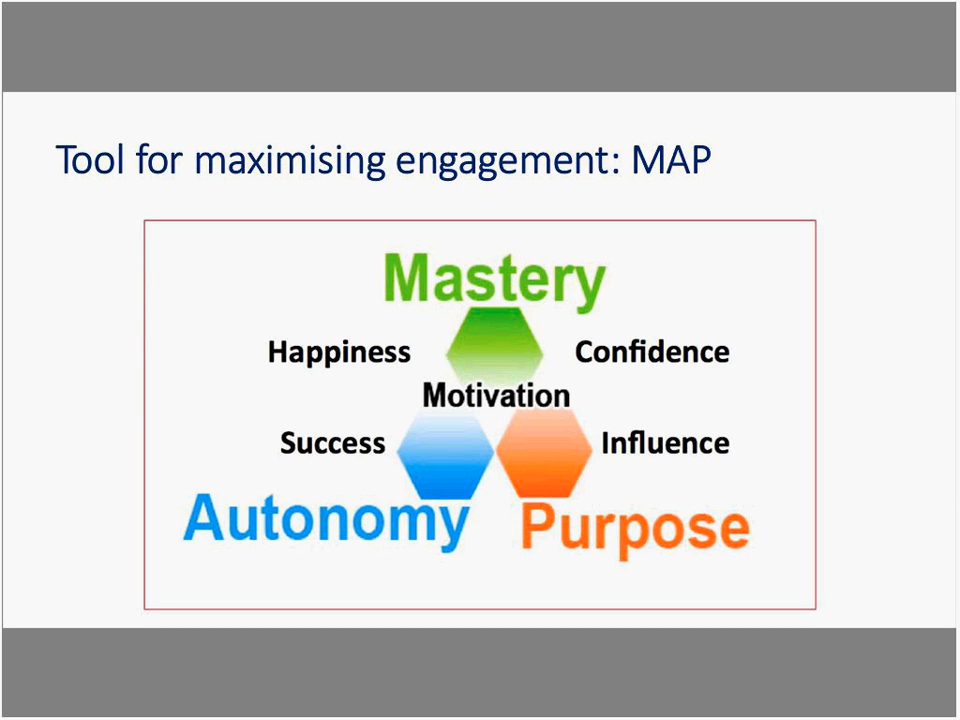 Tool for maximising engagement: MAP
Mastery
Happiness
Confidence
Motivation
Success
Influence
Autonomy
Purpose